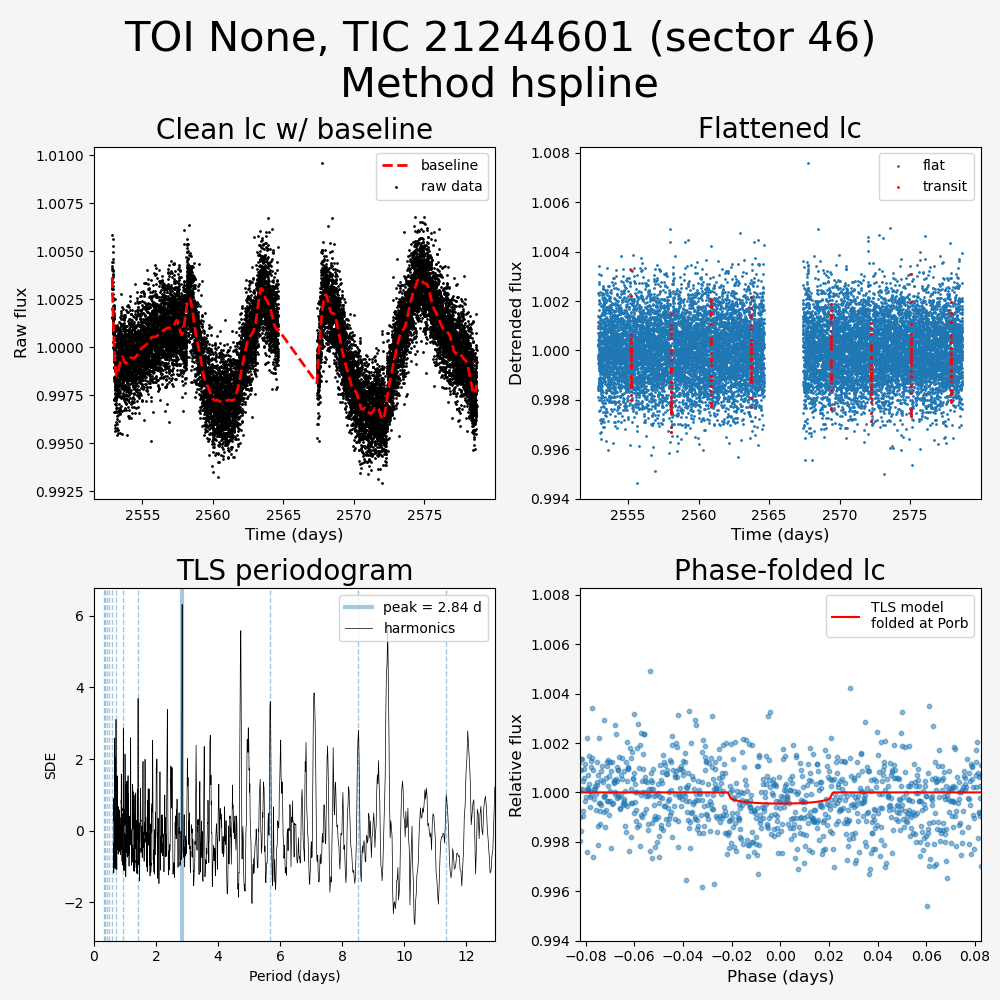 TOI None, TIC 21244601 (sector 46)
Method hspline
Clean lc w/ baseline
baseline
raw data
1.0100
1.0075
1.0050
1.0025
1.0000
0.9975
0.9950
0.9925
Raw flux
2555 2560 2565 2570 2575
Time (days)
Flattened lc
flat
transit
1.008
1.006
1.004
1.002
1.000
0.998
0.996
0.994
Detrended flux
2555 2560 2565 2570 2575
Time (days)
TLS periodogram
peak = 2.84 d
harmonics
6
4
2
0
−2
SDE
0 2 4 6 8 10 12
Period (days)
Phase-folded lc
TLS model
folded at Porb
1.008
1.006
1.004
1.002
1.000
0.998
0.996
0.994
Relative flux
−0.08 −0.06 −0.04 −0.02 0.00 0.02 0.04 0.06 0.08
Phase (days)